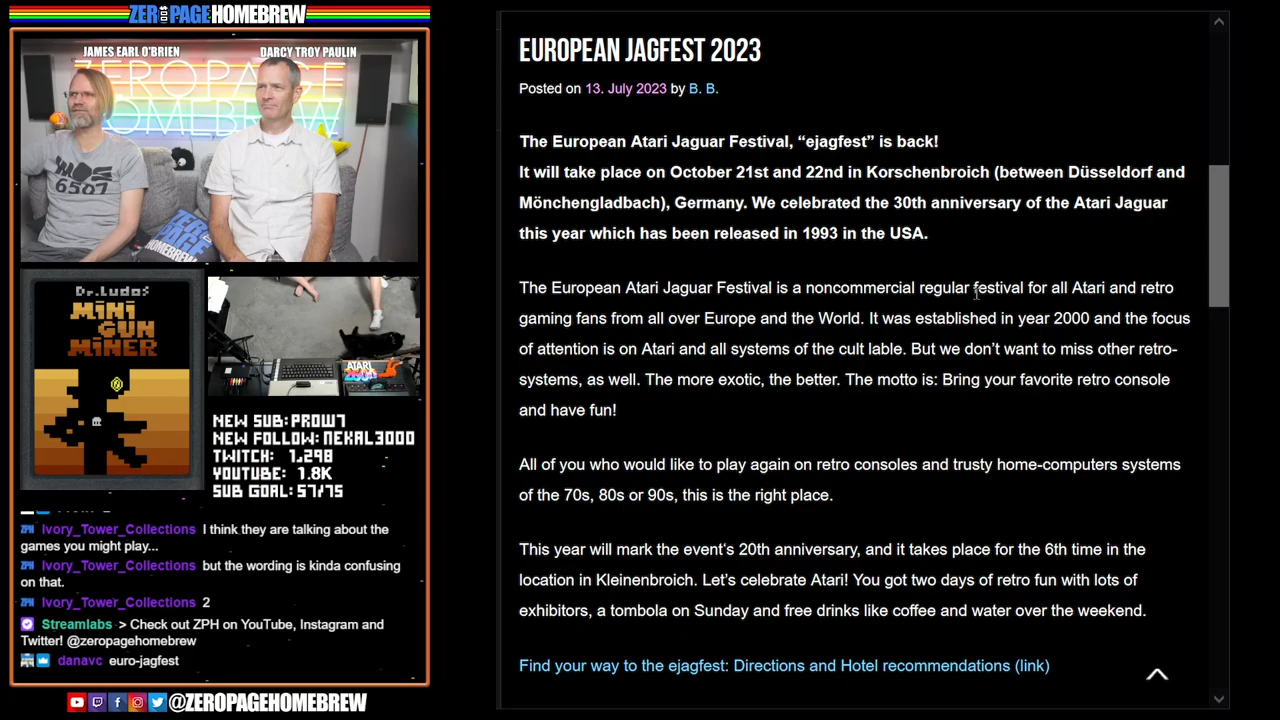 ZEROPAGE HOMEBREW
JAMES EARL O'BRIEN
DARCY TROY PAULIN
ZEROPAGE
HOMEBREW
MOS
6507
HOMEBREW
Dr.Ludos
MINI
GUN
MINER
ATARI
NEW SUB:PROW7
NEW FOLLOW:NEKAL3000
TWITCH: 1,298
YOUTUBE: 1.8K
SUB GOAL:57/75
ZPH Ivory_Tower_Collections I think they are talking about the
games you might play...
ZPH Ivory_Tower_Collections but the wording is kinda confusing
on that.
ZPH Ivory_Tower_Collections 2
Streamlabs > Check out ZPH on YouTube, Instagram and
Twitter! @zeropagehomebrew
danavc euro-jagfest
@ZEROPAGEHOMEBREW
EUROPEAN JAGFEST 2023
Posted on 13. July 2023 by B. B.
The European Atari Jaguar Festival, “ejagfest” is back!
It will take place on October 21st and 22nd in Korschenbroich (between Düsseldorf and
Mönchengladbach), Germany. We celebrated the 30th anniversary of the Atari Jaguar
this year which has been released in 1993 in the USA.
The European Atari Jaguar Festival is a noncommercial regular festival for all Atari and retro
gaming fans from all over Europe and the World. It was established in year 2000 and the focus
of attention is on Atari and all systems of the cult lable. But we don’t want to miss other retro-
systems, as well. The more exotic, the better. The motto is: Bring your favorite retro console
and have fun!
All of you who would like to play again on retro consoles and trusty home-computers systems
of the 70s, 80s or 90s, this is the right place.
This year will mark the event‘s 20th anniversary, and it takes place for the 6th time in the
location in Kleinenbroich. Let’s celebrate Atari! You got two days of retro fun with lots of
exhibitors, a tombola on Sunday and free drinks like coffee and water over the weekend.
Find your way to the ejagfest: Directions and Hotel recommendations (link)